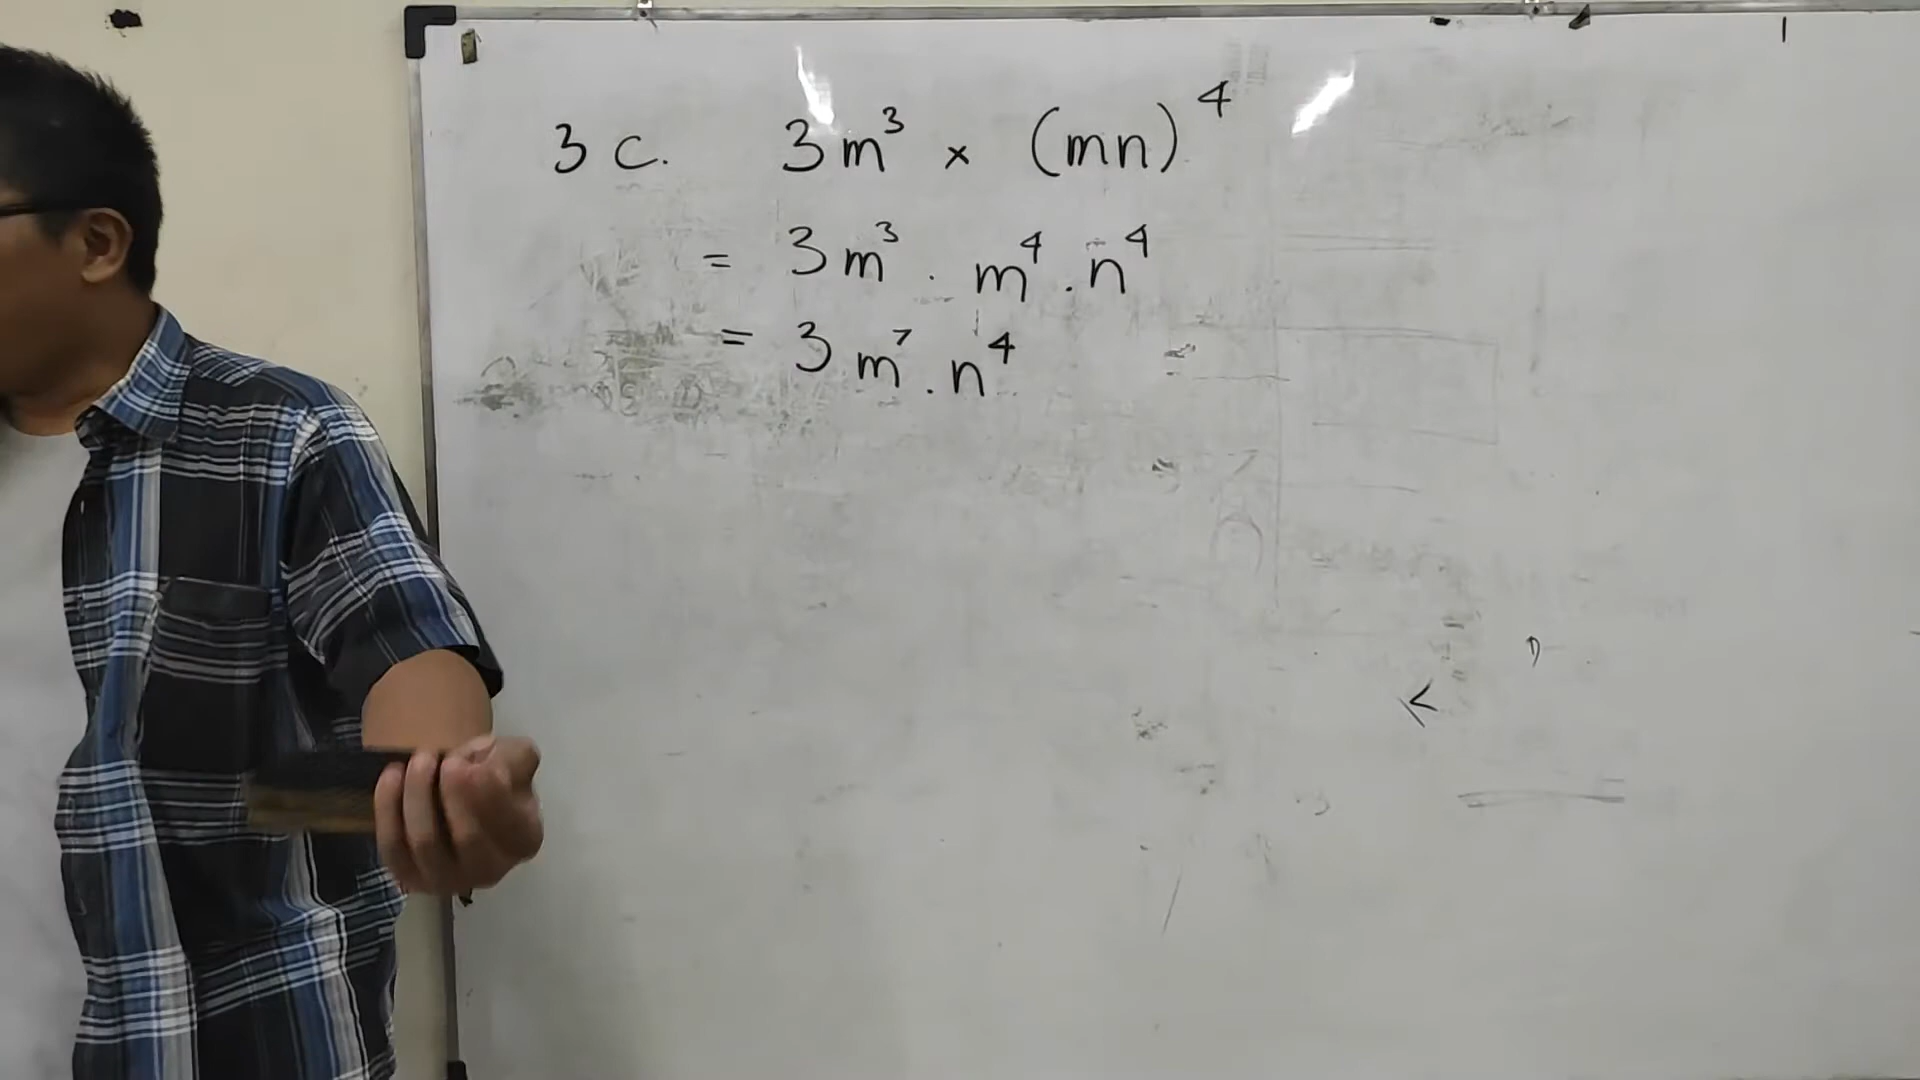 3 c. 3m³ × (mn)⁴
= 3m³ . m⁴ . n⁴
= 3m⁷ . n⁴